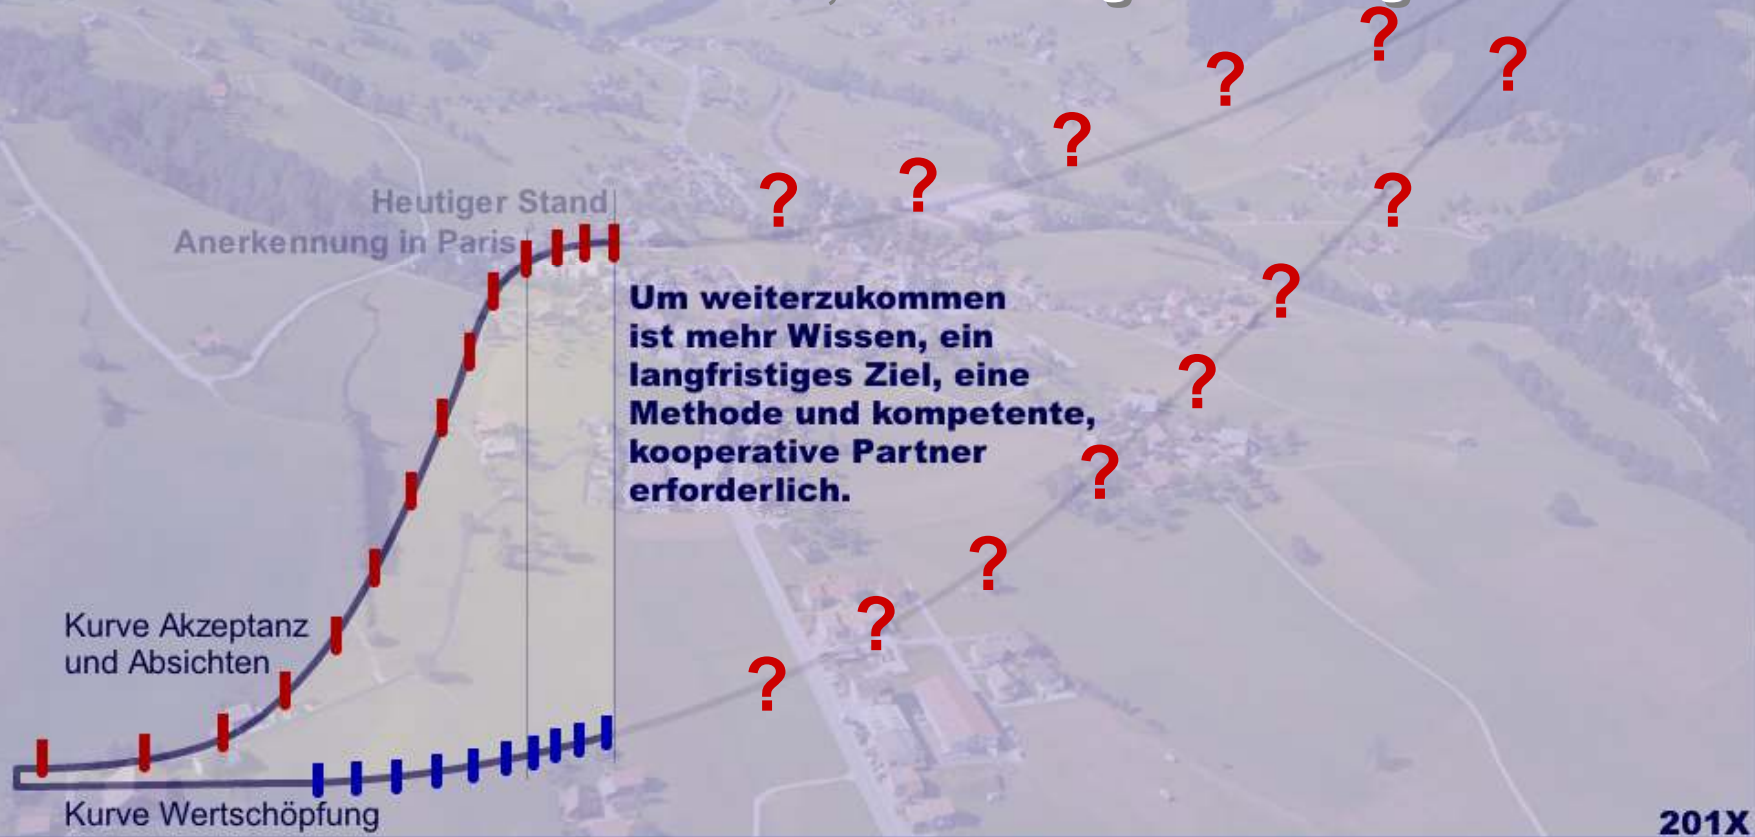 ?
?
?
?
?
?
?
Heutiger Stand
Anerkennung in Paris
Um weiterzukommen
ist mehr Wissen, ein
langfristiges Ziel, eine
Methode und kompetente,
kooperative Partner
erforderlich.
?
?
?
?
?
?
Kurve Akzeptanz
und Absichten
Kurve Wertschöpfung
201X